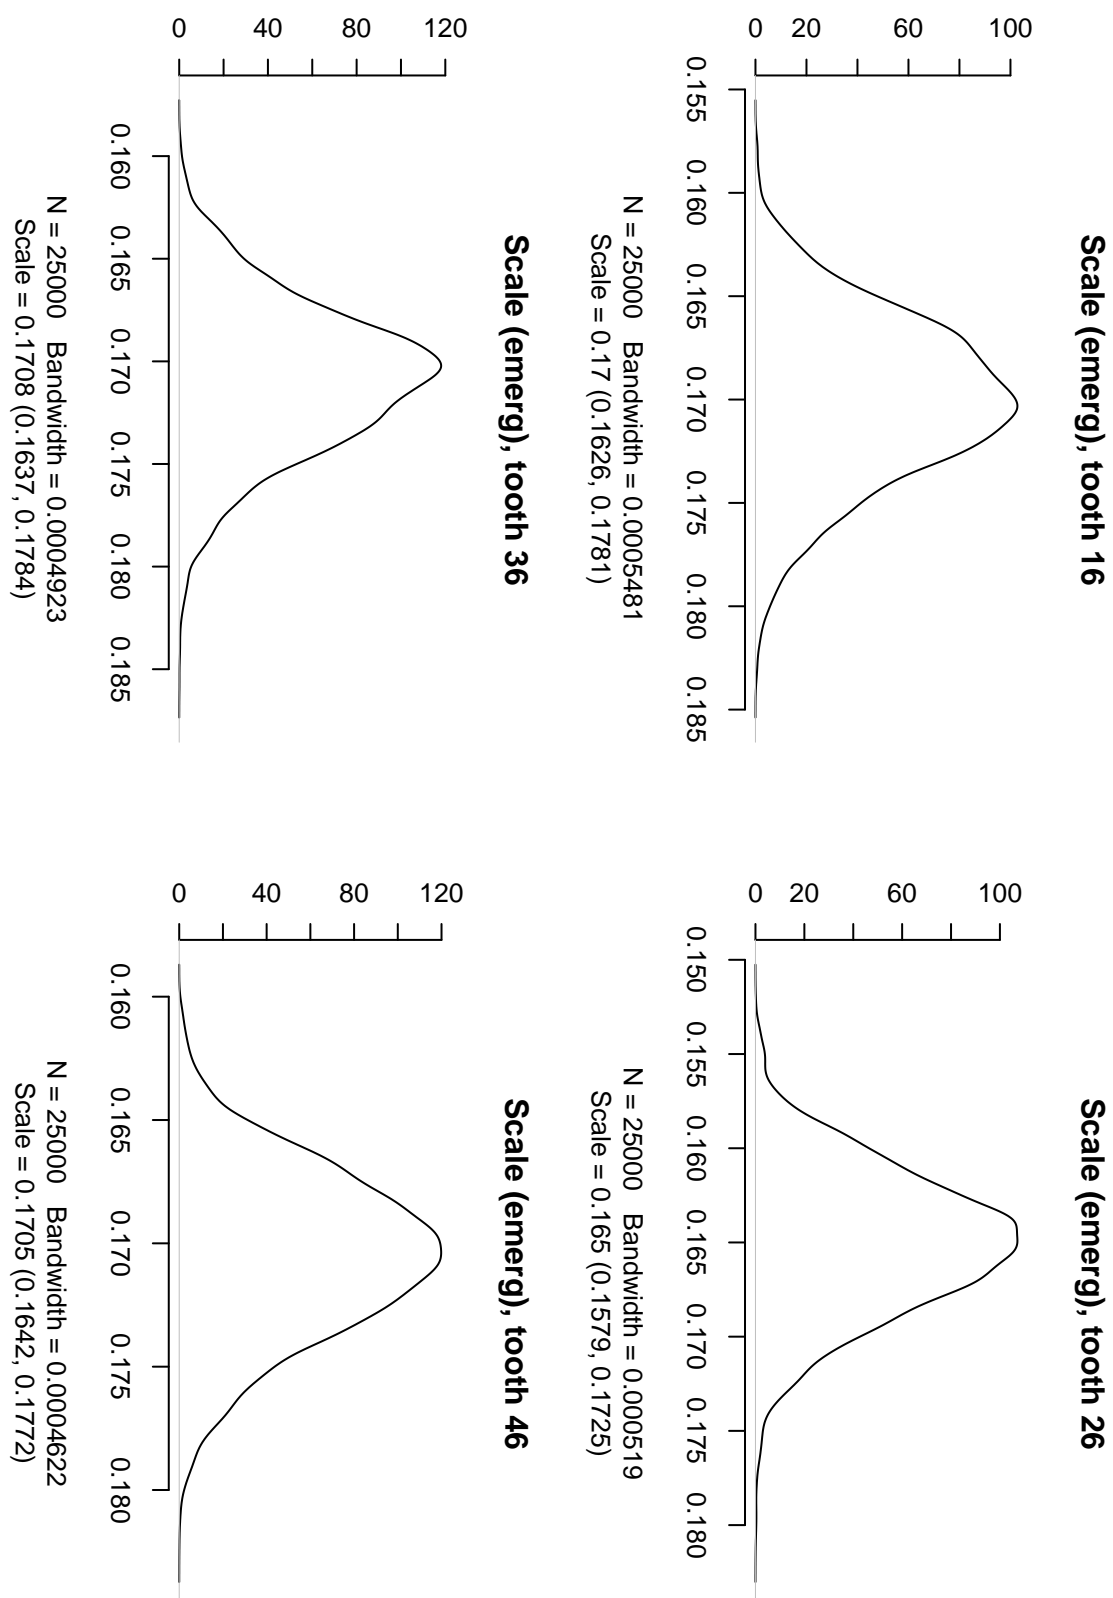 Scale (emerg), tooth 16
0 20 60 100
0.155 0.160 0.165 0.170 0.175 0.180 0.185
N = 25000 Bandwidth = 0.0005481
Scale = 0.17 (0.1626, 0.1781)
Scale (emerg), tooth 26
0 20 60 100
0.150 0.155 0.160 0.165 0.170 0.175 0.180
N = 25000 Bandwidth = 0.000519
Scale = 0.165 (0.1579, 0.1725)
Scale (emerg), tooth 36
0 40 80 120
0.160 0.165 0.170 0.175 0.180 0.185
N = 25000 Bandwidth = 0.0004923
Scale = 0.1708 (0.1637, 0.1784)
Scale (emerg), tooth 46
0 40 80 120
0.160 0.165 0.170 0.175 0.180
N = 25000 Bandwidth = 0.0004622
Scale = 0.1705 (0.1642, 0.1772)